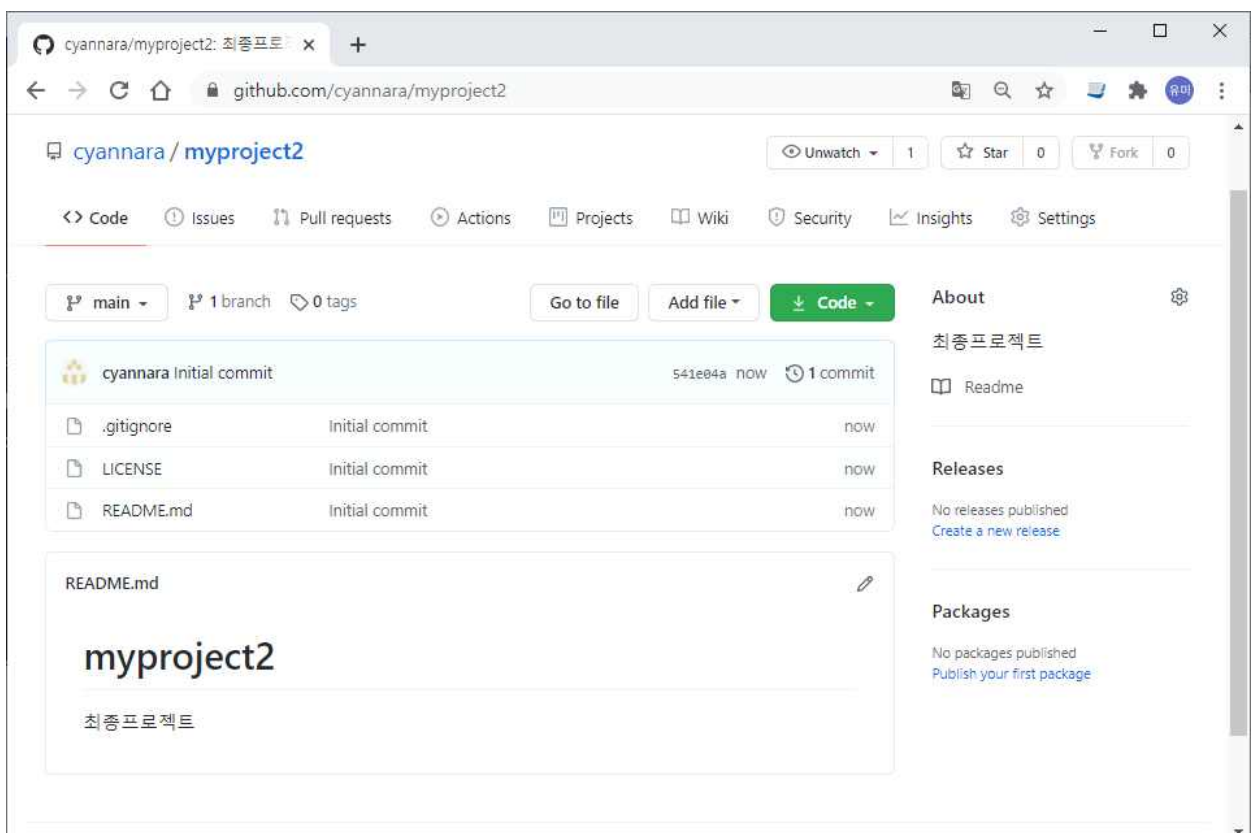 cyannara/myproject2: 최종프로
github.com/cyannara/myproject2
유미
cyannara / myproject2
Unwatch 1 Star 0 Fork 0
Code Issues Pull requests Actions Projects Wiki Security Insights Settings
main 1 branch 0 tags Go to file Add file Code
cyannara Initial commit 541e04a now 1 commit
.gitignore Initial commit now
LICENSE Initial commit now
README.md Initial commit now
README.md
myproject2
최종프로젝트
About
최종프로젝트
Readme
Releases
No releases published
Create a new release
Packages
No packages published
Publish your first package